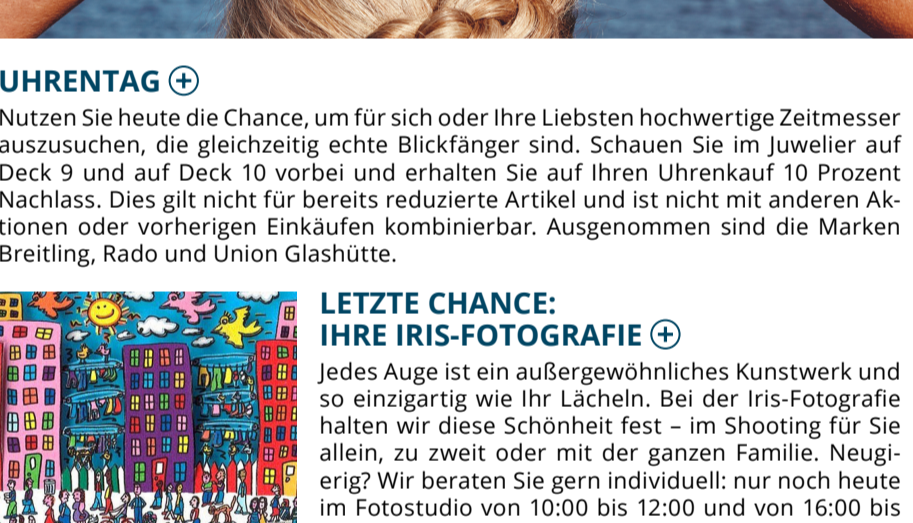 UHRENTAG
Nutzen Sie heute die Chance, um für sich oder Ihre Liebsten hochwertige Zeitmesser
auszusuchen, die gleichzeitig echte Blickfänger sind. Schauen Sie im Juwelier auf
Deck 9 und auf Deck 10 vorbei und erhalten Sie auf Ihren Uhrenkauf 10 Prozent
Nachlass. Dies gilt nicht für bereits reduzierte Artikel und ist nicht mit anderen Ak-
tionen oder vorherigen Einkäufen kombinierbar. Ausgenommen sind die Marken
Breitling, Rado und Union Glashütte.
LETZTE CHANCE:
IHRE IRIS-FOTOGRAFIE
Jedes Auge ist ein außergewöhnliches Kunstwerk und
so einzigartig wie Ihr Lächeln. Bei der Iris-Fotografie
halten wir diese Schönheit fest – im Shooting für Sie
allein, zu zweit oder mit der ganzen Familie. Neugi-
erig? Wir beraten Sie gern individuell: nur noch heute
im Fotostudio von 10:00 bis 12:00 und von 16:00 bis